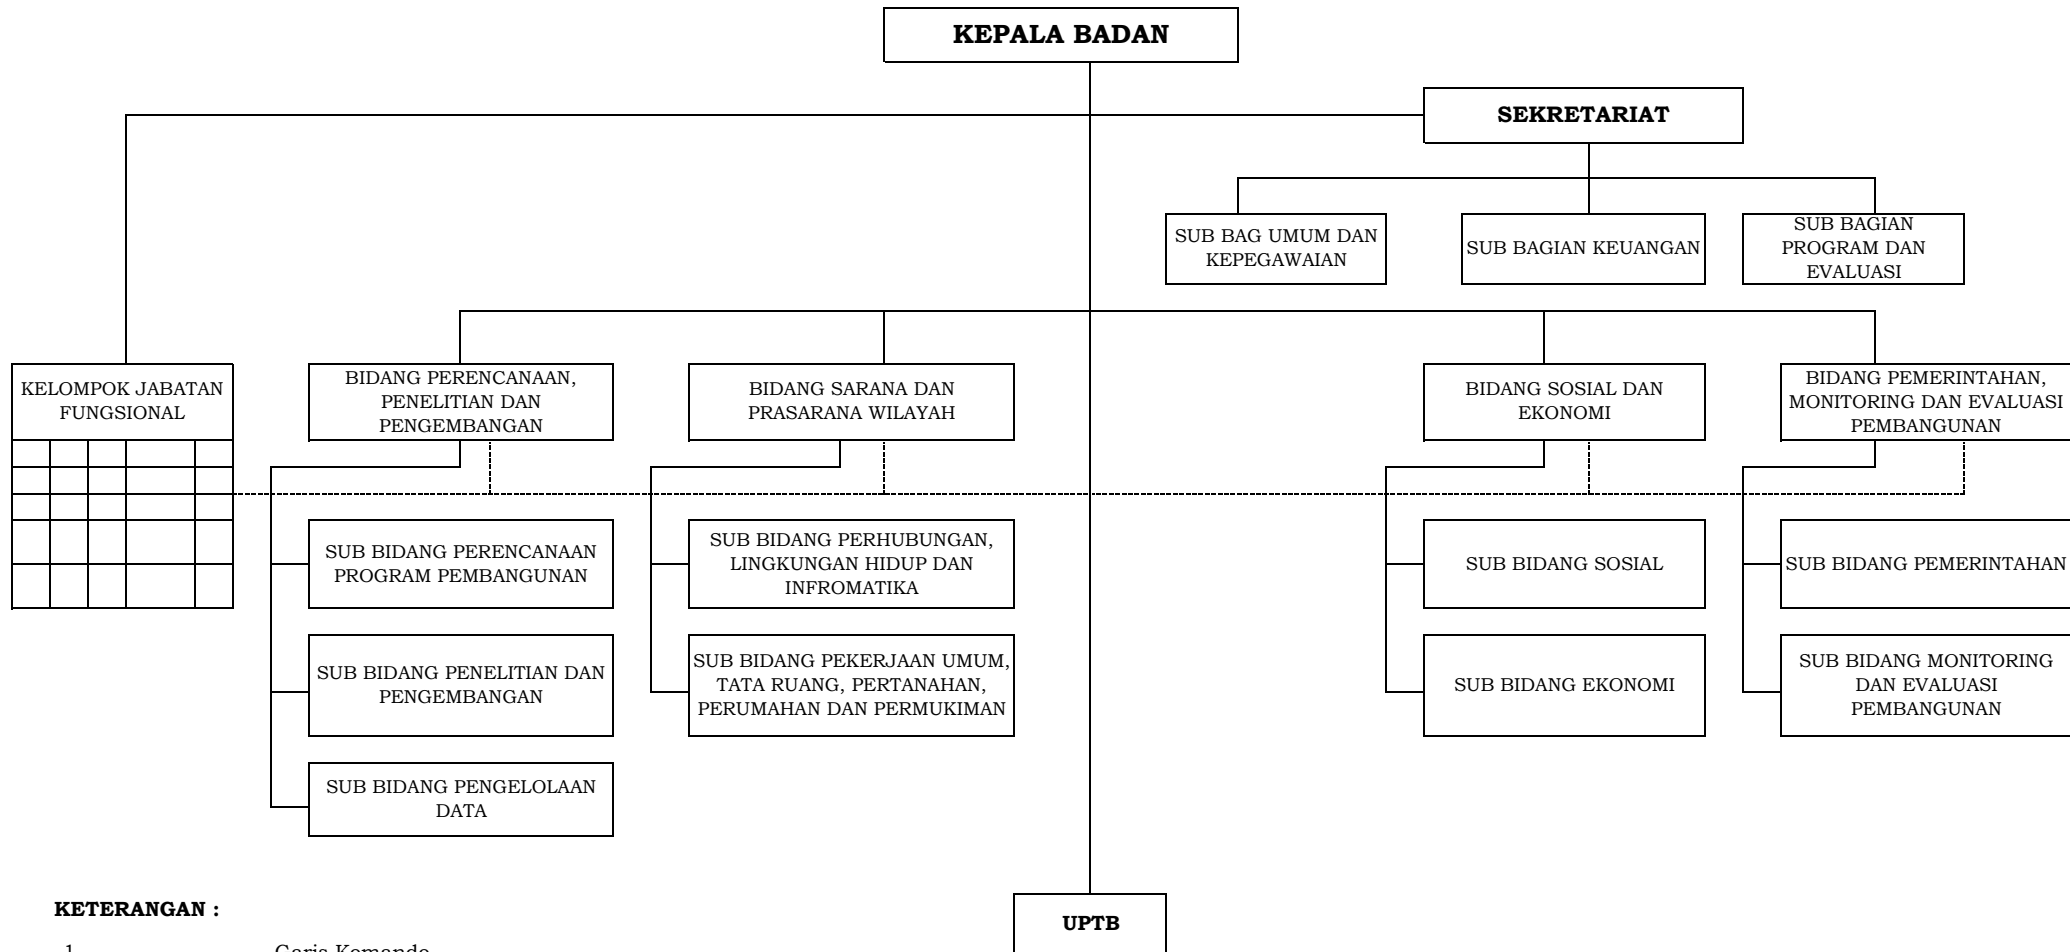 KEPALA BADAN
SEKRETARIAT
SUB BAG UMUM DAN
KEPEGAWAIAN
SUB BAGIAN KEUANGAN
SUB BAGIAN
PROGRAM DAN
EVALUASI
KELOMPOK JABATAN
FUNGSIONAL
BIDANG PERENCANAAN,
PENELITIAN DAN
PENGEMBANGAN
BIDANG SARANA DAN
PRASARANA WILAYAH
BIDANG SOSIAL DAN
EKONOMI
BIDANG PEMERINTAHAN,
MONITORING DAN EVALUASI
PEMBANGUNAN
SUB BIDANG PERENCANAAN
PROGRAM PEMBANGUNAN
SUB BIDANG PERHUBUNGAN,
LINGKUNGAN HIDUP DAN
INFROMATIKA
SUB BIDANG SOSIAL
SUB BIDANG PEMERINTAHAN
SUB BIDANG PENELITIAN DAN
PENGEMBANGAN
SUB BIDANG PEKERJAAN UMUM,
TATA RUANG, PERTANAHAN,
PERUMAHAN DAN PERMUKIMAN
SUB BIDANG EKONOMI
SUB BIDANG MONITORING
DAN EVALUASI
PEMBANGUNAN
SUB BIDANG PENGELOLAAN
DATA
UPTB
KETERANGAN :
1 Garis Komando